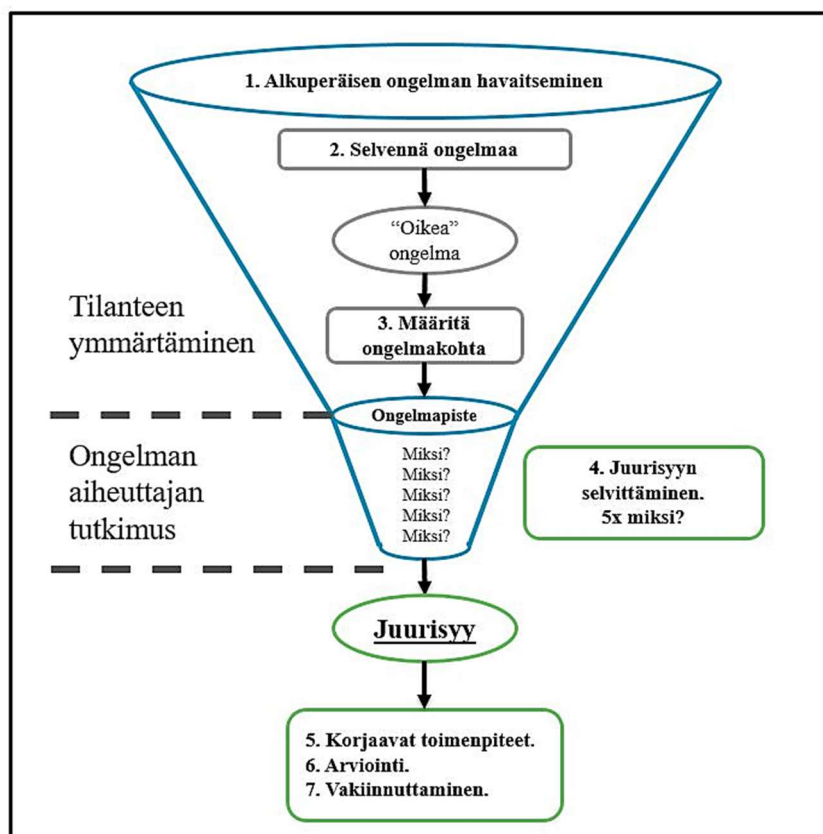 1. Alkuperäisen ongelman havaitseminen
2. Selvennä ongelmaa
“Oikea”
ongelma
Tilanteen
ymmärtäminen
3. Määritä
ongelmakohta
Ongelmapiste
Ongelman
aiheuttajan
tutkimus
Miksi?
Miksi?
Miksi?
Miksi?
Miksi?
4. Juurisyyn
selvittäminen.
5x miksi?
Juurisyy
5. Korjaavat toimenpiteet.
6. Arviointi.
7. Vakiinnuttaminen.